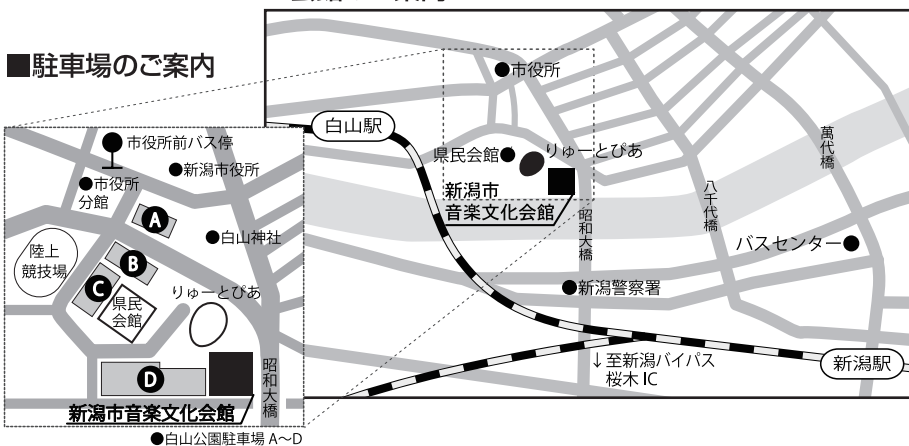 ■駐車場のご案内
市役所前バス停
新潟市役所
市役所
分館
A
白山神社
B
陸上
競技場
C
県民
会館
りゅーとぴあ
D
昭和大橋
新潟市音楽文化会館
●白山公園駐車場 A〜D
市役所
白山駅
県民会館
りゅーとぴあ
新潟市
音楽文化会館
昭和大橋
八千代橋
萬代橋
バスセンター
新潟警察署
↓至新潟バイパス
桜木 IC
新潟駅